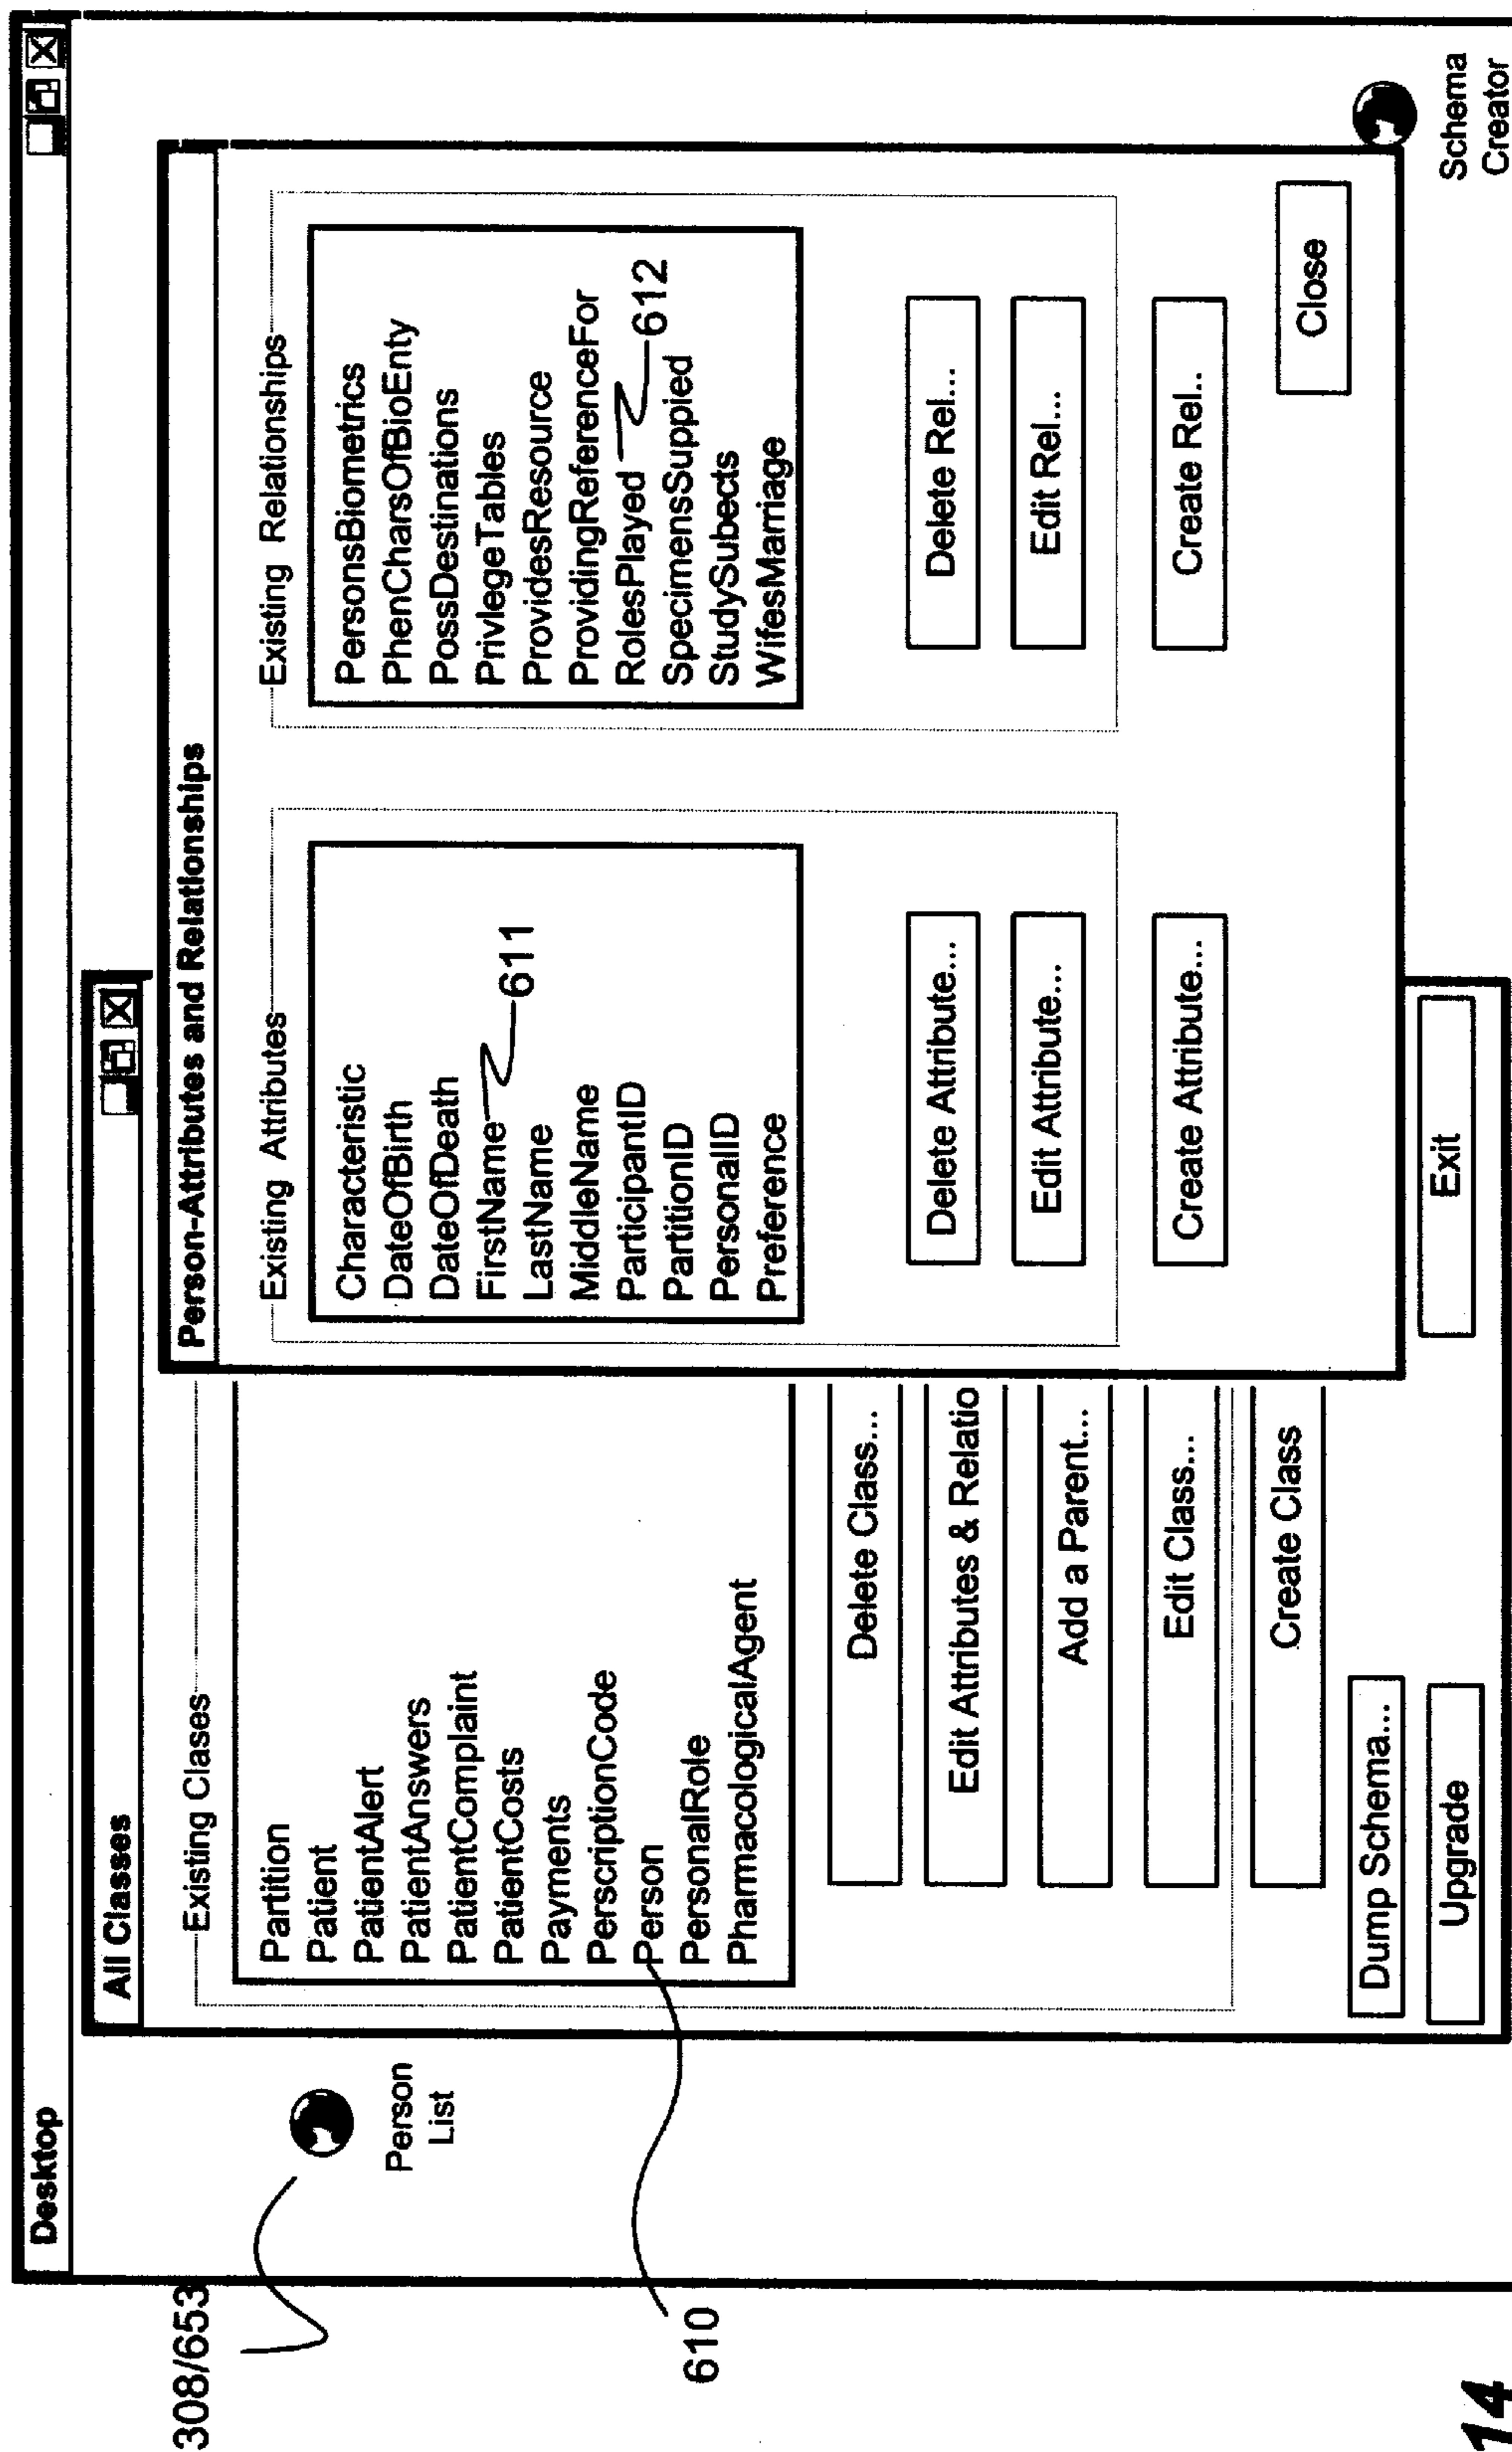 308/653
Desktop
Person
List
610
All Classes
Existing Clases
Partition
Patient
PatientAlert
PatientAnswers
PatientComplaint
PatientCosts
Payments
PerscriptionCode
Person
PersonalRole
PharmacologicalAgent
Delete Class...
Edit Attributes & Relatio
Add a Parent...
Edit Class...
Create Class
Dump Schema...
Upgrade
Exit
Person-Attributes and Relationships
Existing Attributes
Characteristic
DateOfBirth
DateOfDeath
FirstName 611
LastName
MiddleName
ParticipantID
PartitionID
PersonalID
Preference
Delete Attribute...
Edit Attribute...
Create Attribute...
Existing Relationships
PersonsBiometrics
PhenCharsOfBioEnty
PossDestinations
PrivlegeTables
ProvidesResource
ProvidingReferenceFor
RolesPlayed 612
SpecimensSuppied
StudySubects
WifesMarriage
Delete Rel...
Edit Rel...
Create Rel..
Close
Schema
Creator
14